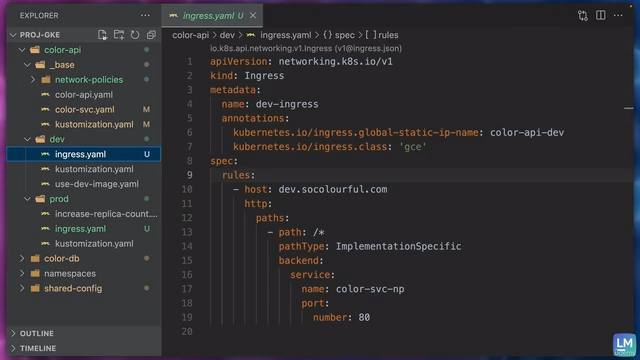 EXPLORER
PROJ-GKE
color-api
_base
network-policies
color-api.yaml
color-svc.yaml M
kustomization.yaml M
dev
ingress.yaml U
kustomization.yaml
use-dev-image.yaml
prod
increase-replica-count....
ingress.yaml U
kustomization.yaml
color-db
namespaces
shared-config
OUTLINE
TIMELINE
ingress.yaml U
color-api > dev > ingress.yaml > {} spec > [ ] rules
io.k8s.api.networking.v1.Ingress (v1@ingress.json)
1 apiVersion: networking.k8s.io/v1
2 kind: Ingress
3 metadata:
4 name: dev-ingress
5 annotations:
6 kubernetes.io/ingress.global-static-ip-name: color-api-dev
7 kubernetes.io/ingress.class: 'gce'
8 spec:
9 rules:
10 - host: dev.socolourful.com
11 http:
12 paths:
13 - path: /*
14 pathType: ImplementationSpecific
15 backend:
16 service:
17 name: color-svc-np
18 port:
19 number: 80
20
LM